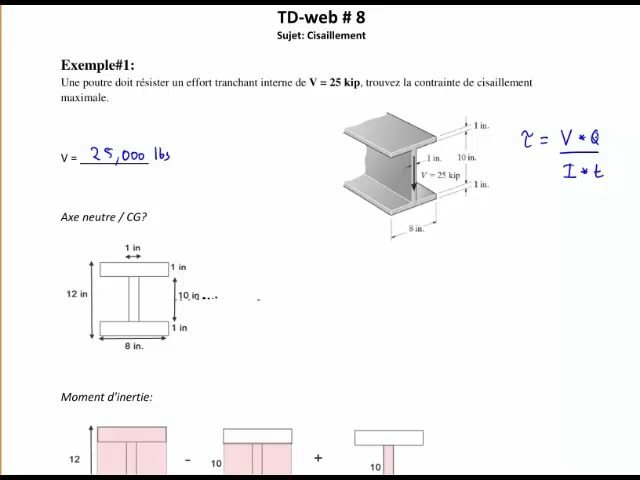 TD-web # 8
Sujet: Cisaillement
Exemple#1:
Une poutre doit résister un effort tranchant interne de V = 25 kip, trouvez la contrainte de cisaillement
maximale.
V = 25,000 lbs
1 in.
1 in.
10 in.
V = 25 kip
1 in.
8 in.
τ = V * Q
I * t
Axe neutre / CG?
1 in
1 in
12 in
10 in....
1 in
8 in.
Moment d'inertie:
12
-
10
+
10